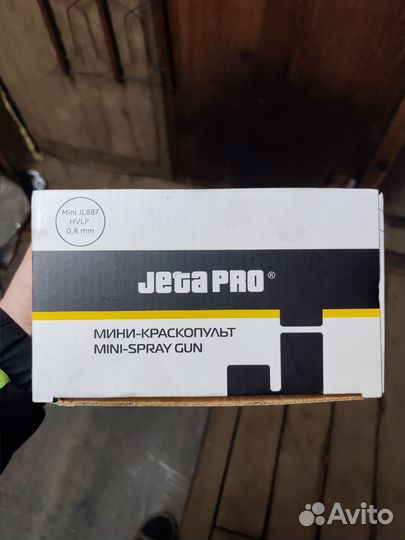 Mini JL887
HVLP
0,8 mm
Jeta PRO®
МИНИ-КРАСКОПУЛЬТ
MINI-SPRAY GUN
Avito